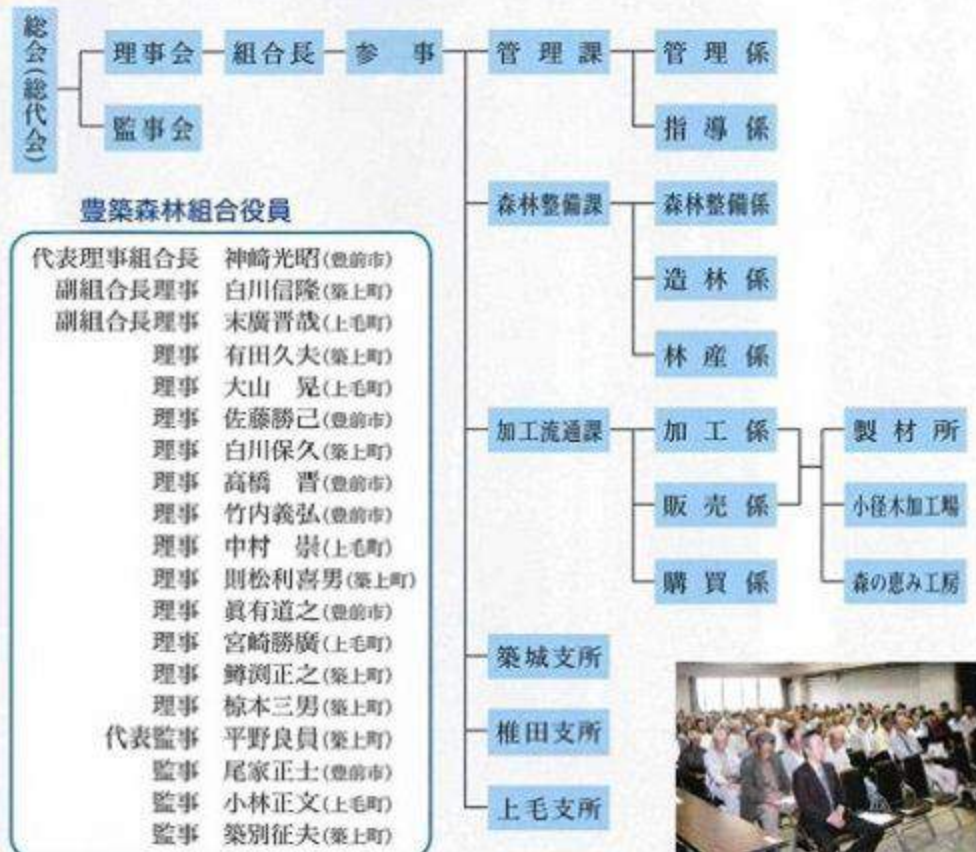 総会(総代会)
理事会
組合長
参 事
監事会
管 理 課
管 理 係
指 導 係
森林整備課
森林整備係
造 林 係
林 産 係
加工流通課
加 工 係
販 売 係
購 買 係
製 材 所
小径木加工場
森の恵み工房
築城支所
椎田支所
上毛支所
豊築森林組合役員
代表理事組合長 神崎光昭(豊前市)
副組合長理事 白川信隆(築上町)
副組合長理事 末廣晋哉(上毛町)
理事 有田久夫(築上町)
理事 大山 晃(上毛町)
理事 佐藤勝己(豊前市)
理事 白川保久(築上町)
理事 高橋 晋(豊前市)
理事 竹内義弘(豊前市)
理事 中村 崇(上毛町)
理事 則松利喜男(築上町)
理事 眞有道之(豊前市)
理事 宮崎勝廣(上毛町)
理事 鱒渕正之(築上町)
理事 椋本三男(築上町)
代表監事 平野良員(築上町)
監事 尾家正士(豊前市)
監事 小林正文(上毛町)
監事 築別征夫(築上町)